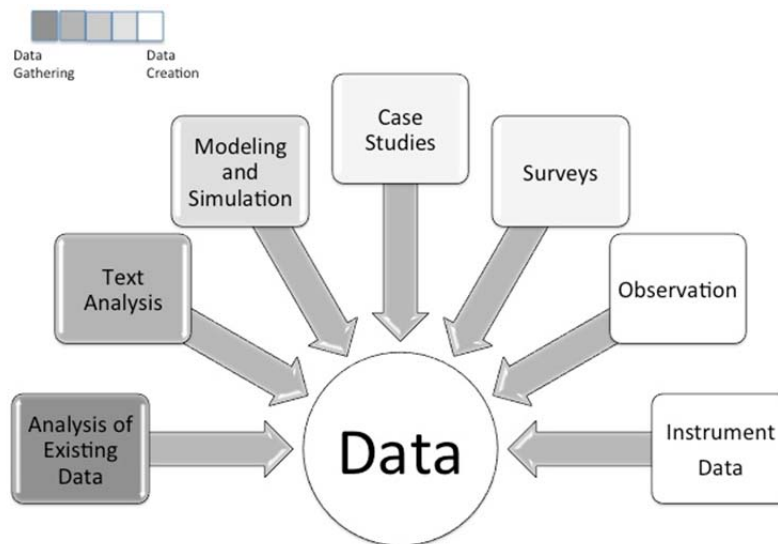 Data
Gathering
Data
Creation
Case
Studies
Modeling
and
Simulation
Surveys
Text
Analysis
Observation
Analysis of
Existing
Data
Data
Instrument
Data